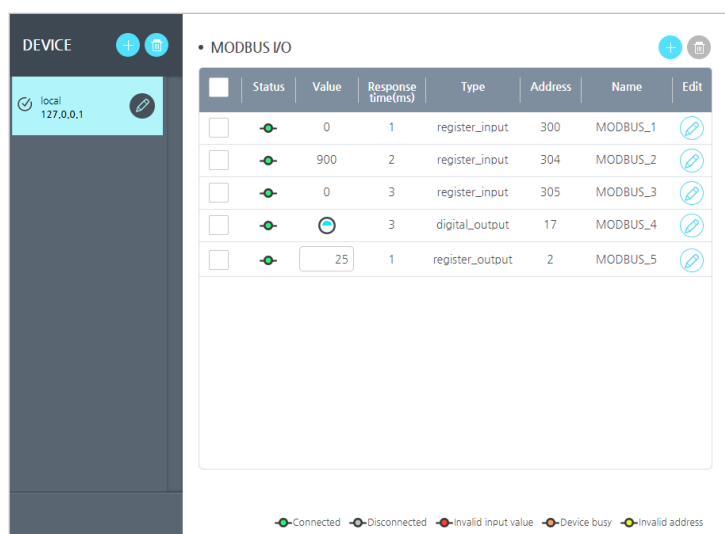 DEVICE
• MODBUS I/O
local
127.0.0.1
Status Value Response time(ms) Type Address Name Edit
0 1 register_input 300 MODBUS_1
900 2 register_input 304 MODBUS_2
0 3 register_input 305 MODBUS_3
3 digital_output 17 MODBUS_4
25 1 register_output 2 MODBUS_5
Connected Disconnected Invalid input value Device busy Invalid address